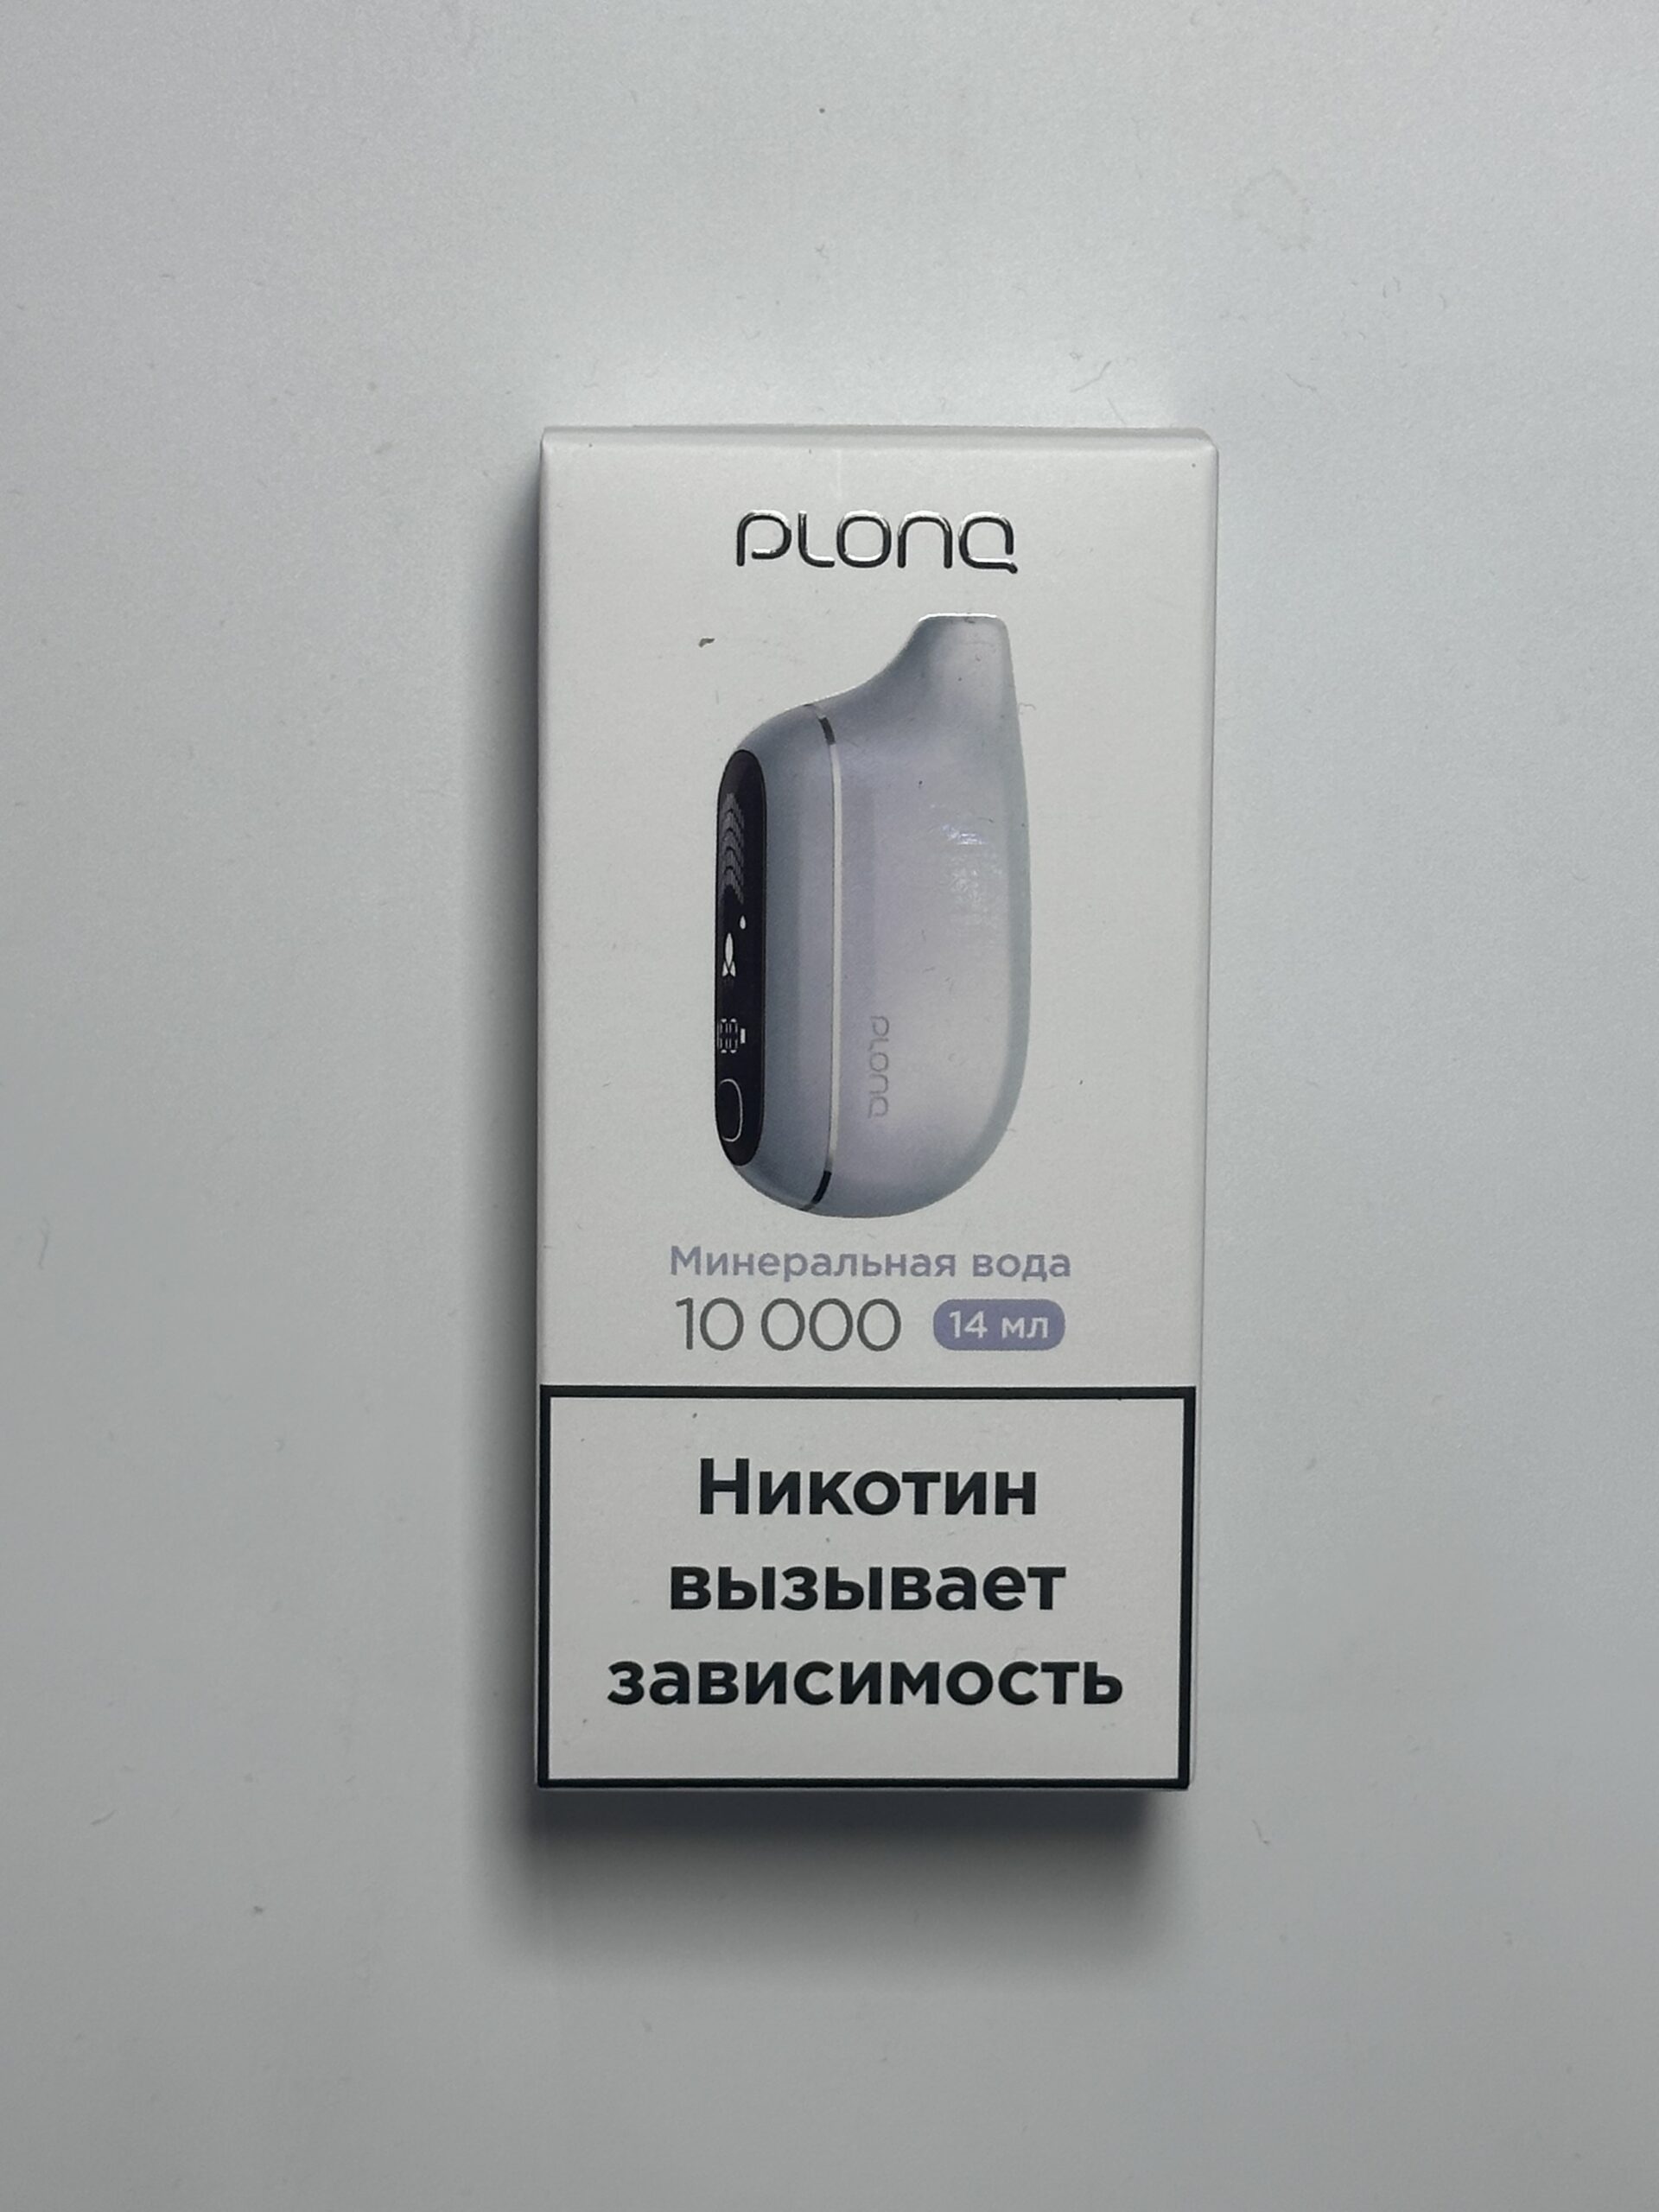 PLONQ
PLONQ
Минеральная вода
10 000 14 мл
Никотин
вызывает
зависимость